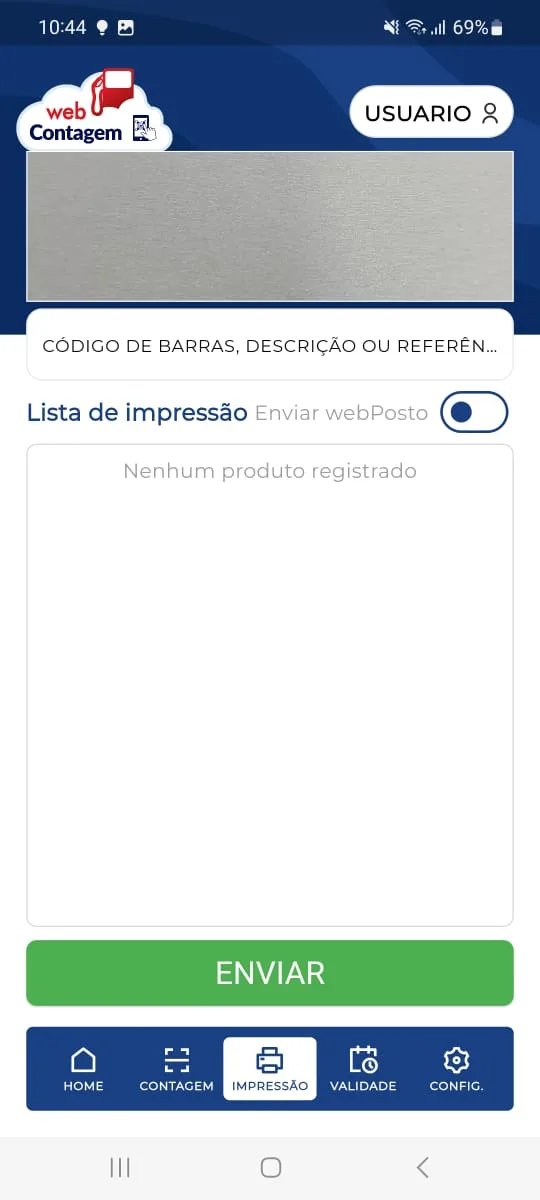 10:44
69%
web
Contagem
USUARIO
CÓDIGO DE BARRAS, DESCRIÇÃO OU REFERÊN...
Lista de impressão Enviar webPosto
Nenhum produto registrado
ENVIAR
HOME CONTAGEM IMPRESSÃO VALIDADE CONFIG.